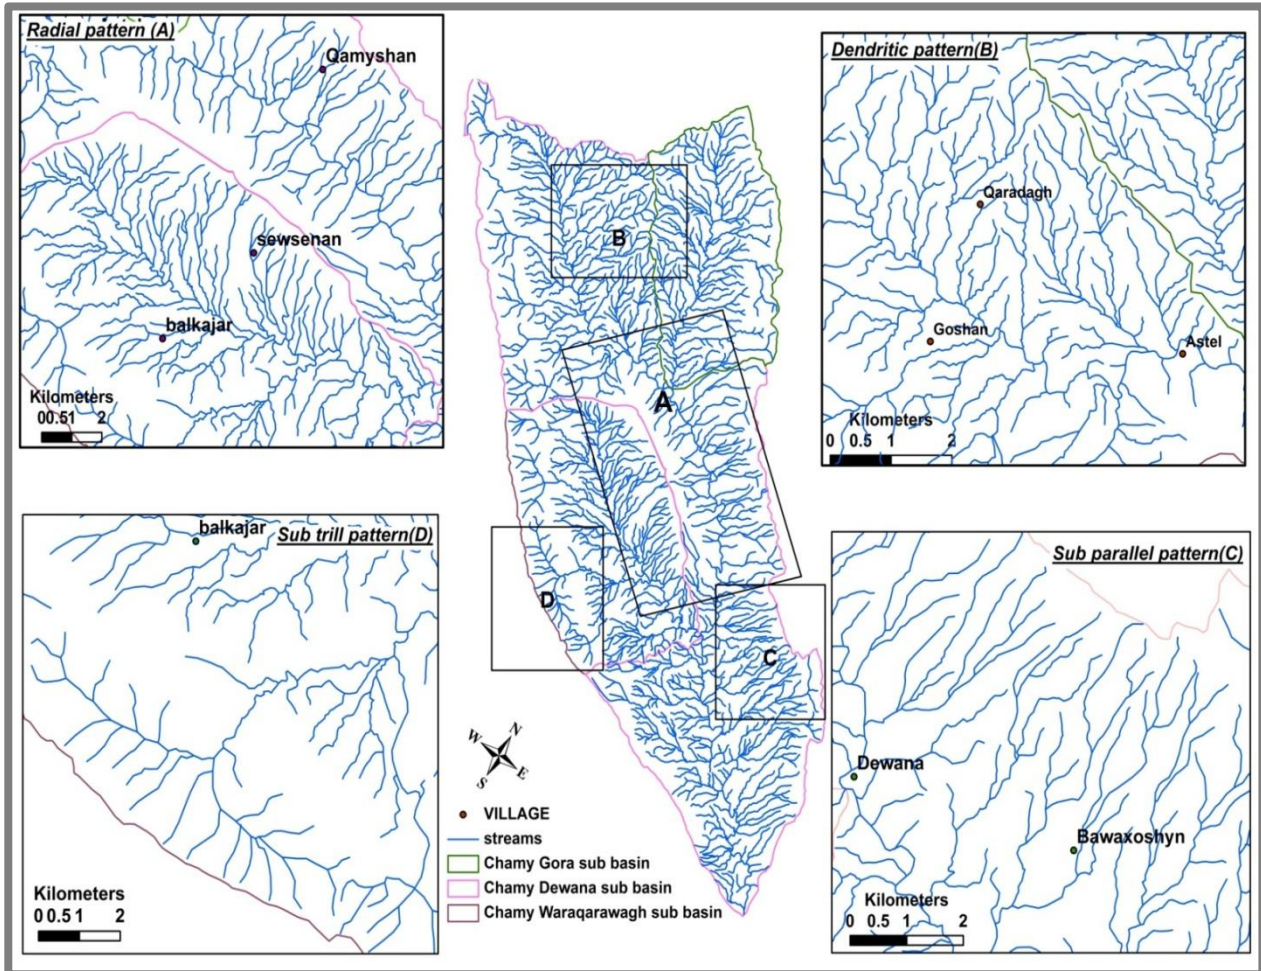 Radial pattern (A)
Qamyshan
sewsenan
balkajar
Kilometers
00.51 2
Dendritic pattern(B)
Qaradagh
Goshan
Astel
Kilometers
0 0.5 1 2
B
A
D
C
balkajar
Sub trill pattern(D)
Kilometers
0 0.5 1 2
N
W
E
S
VILLAGE
streams
Chamy Gora sub basin
Chamy Dewana sub basin
Chamy Waraqarawagh sub basin
Sub parallel pattern(C)
Dewana
Bawaxoshyn
Kilometers
0 0.5 1 2